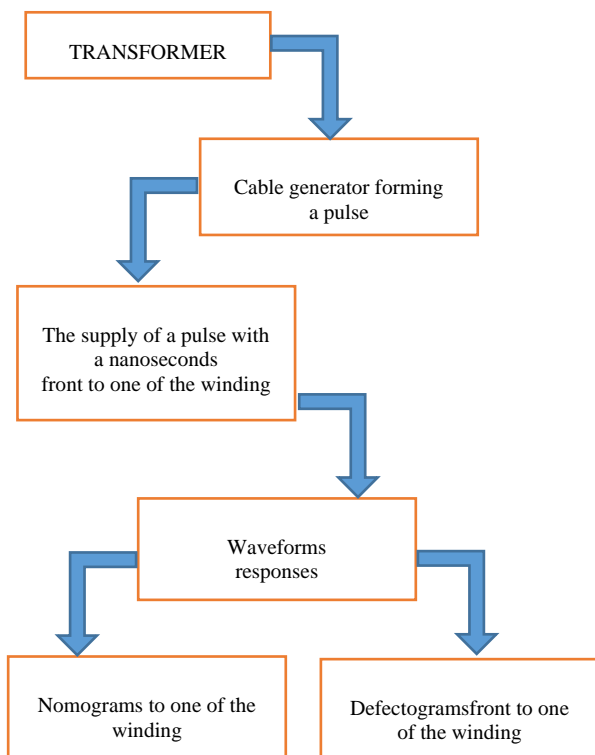 TRANSFORMER
Cable generator forming
a pulse
The supply of a pulse with
a nanoseconds
front to one of the winding
Waveforms
responses
Nomograms to one of the
winding
Defectogramsfront to one
of the winding